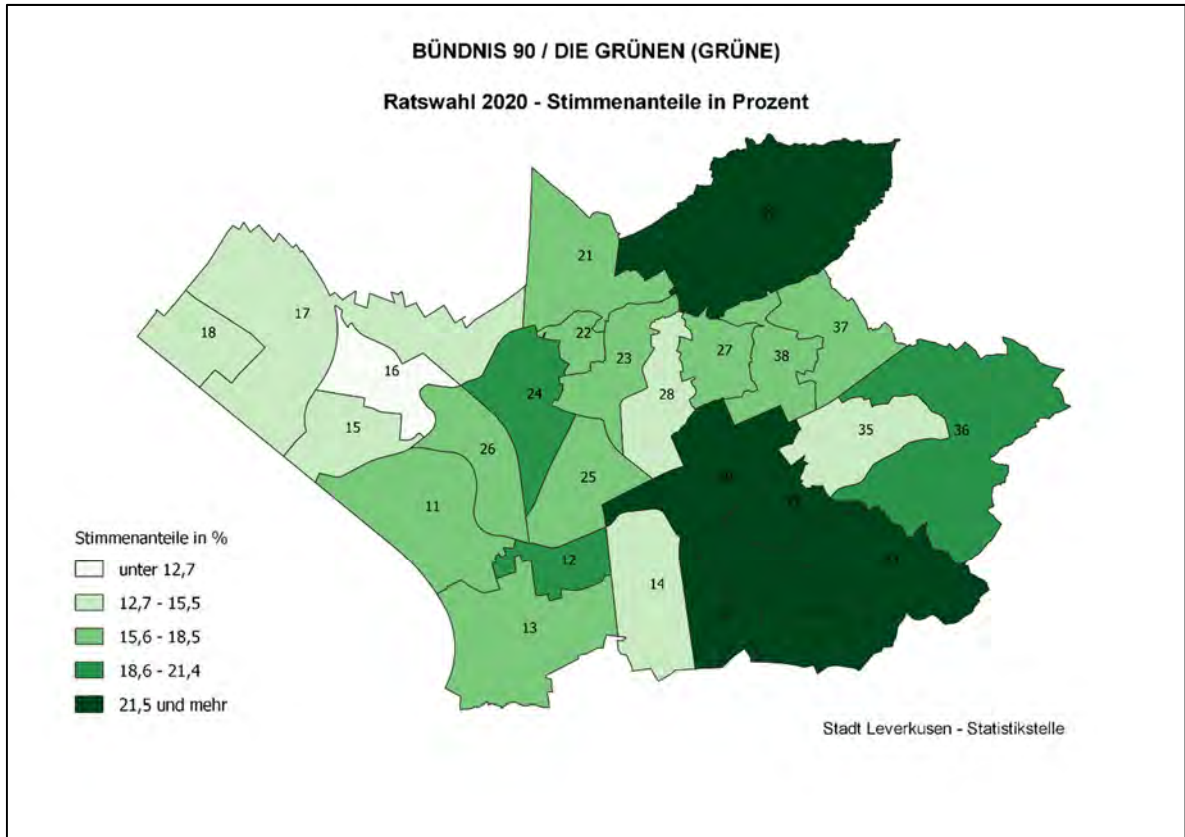 BÜNDNIS 90 / DIE GRÜNEN (GRÜNE)
Ratswahl 2020 - Stimmenanteile in Prozent
21
17
18
22
37
23
27
38
16
24
28
15
35
36
26
25
11
12
14
13
Stimmenanteile in %
unter 12,7
12,7 - 15,5
15,6 - 18,5
18,6 - 21,4
21,5 und mehr
Stadt Leverkusen - Statistikstelle